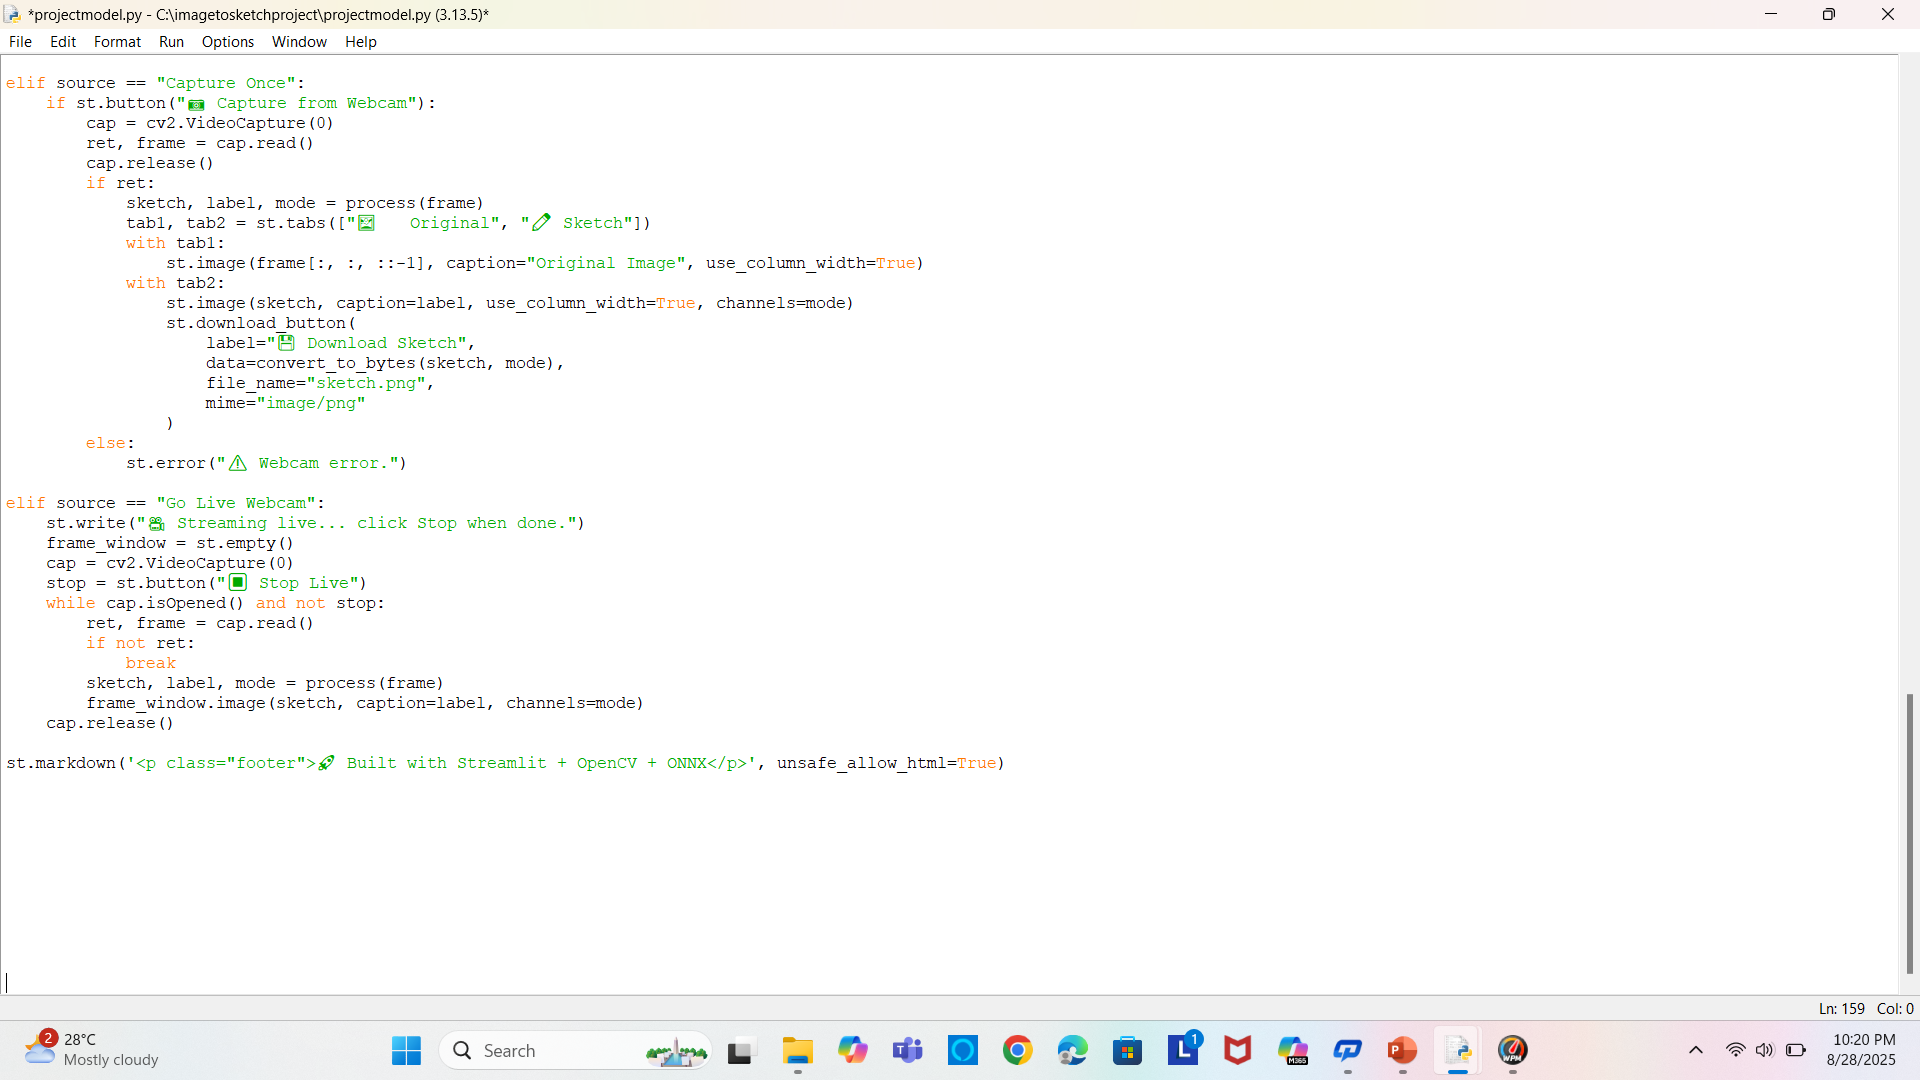 *projectmodel.py - C:\imagetosketchproject\projectmodel.py (3.13.5)*
File Edit Format Run Options Window Help
elif source == "Capture Once":
    if st.button("📷 Capture from Webcam"):
        cap = cv2.VideoCapture(0)
        ret, frame = cap.read()
        cap.release()
        if ret:
            sketch, label, mode = process(frame)
            tab1, tab2 = st.tabs(["🖼   Original", "✏ Sketch"])
            with tab1:
                st.image(frame[:, :, ::-1], caption="Original Image", use_column_width=True)
            with tab2:
                st.image(sketch, caption=label, use_column_width=True, channels=mode)
                st.download_button(
                    label="💾 Download Sketch",
                    data=convert_to_bytes(sketch, mode),
                    file_name="sketch.png",
                    mime="image/png"
                )
        else:
            st.error("⚠ Webcam error.")
elif source == "Go Live Webcam":
    st.write("🎥 Streaming live... click Stop when done.")
    frame_window = st.empty()
    cap = cv2.VideoCapture(0)
    stop = st.button("⏹ Stop Live")
    while cap.isOpened() and not stop:
        ret, frame = cap.read()
        if not ret:
            break
        sketch, label, mode = process(frame)
        frame_window.image(sketch, caption=label, channels=mode)
    cap.release()
st.markdown('<p class="footer">🚀 Built with Streamlit + OpenCV + ONNX</p>', unsafe_allow_html=True)
Ln: 159 Col: 0
2
28°C
Mostly cloudy
Search
L
1
M365
P
WPM
10:20 PM
8/28/2025